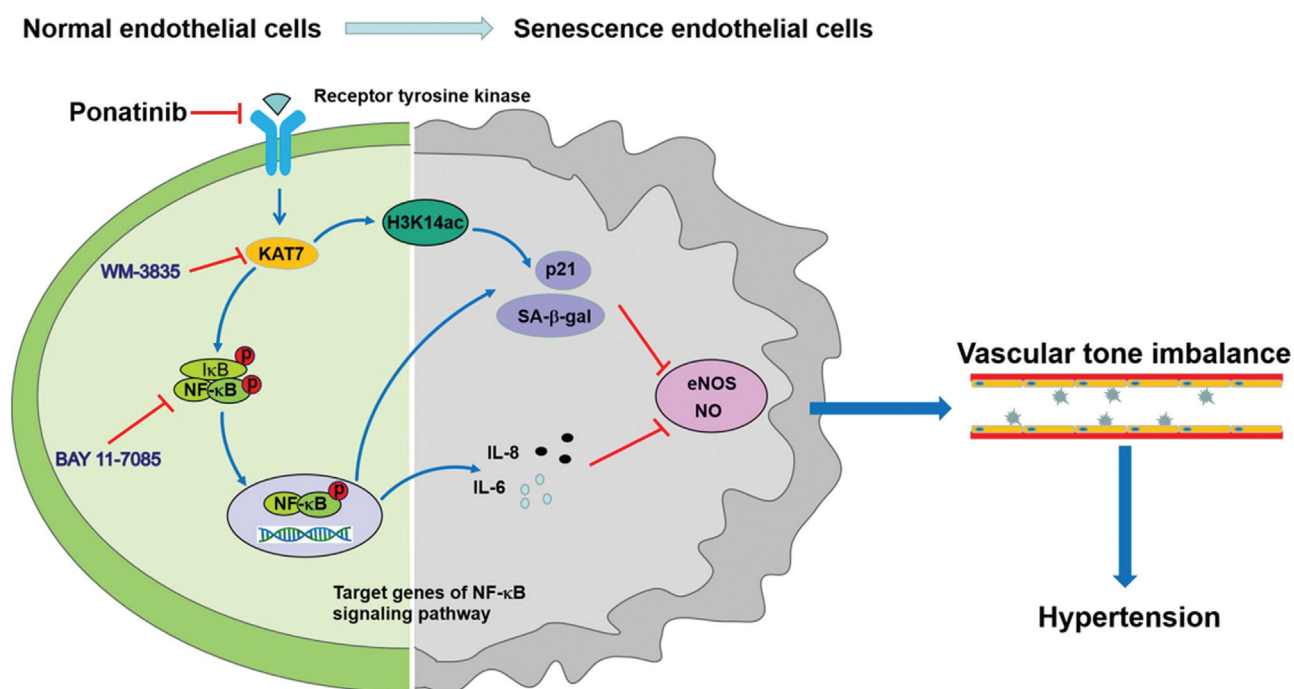 Normal endothelial cells
Senescence endothelial cells
Ponatinib
Receptor tyrosine kinase
H3K14ac
KAT7
WM-3835
p21
SA-β-gal
p
IκB
NF-κB
p
BAY 11-7085
eNOS
NO
Vascular tone imbalance
IL-8
IL-6
p
NF-κB
Target genes of NF-κB
signaling pathway
Hypertension